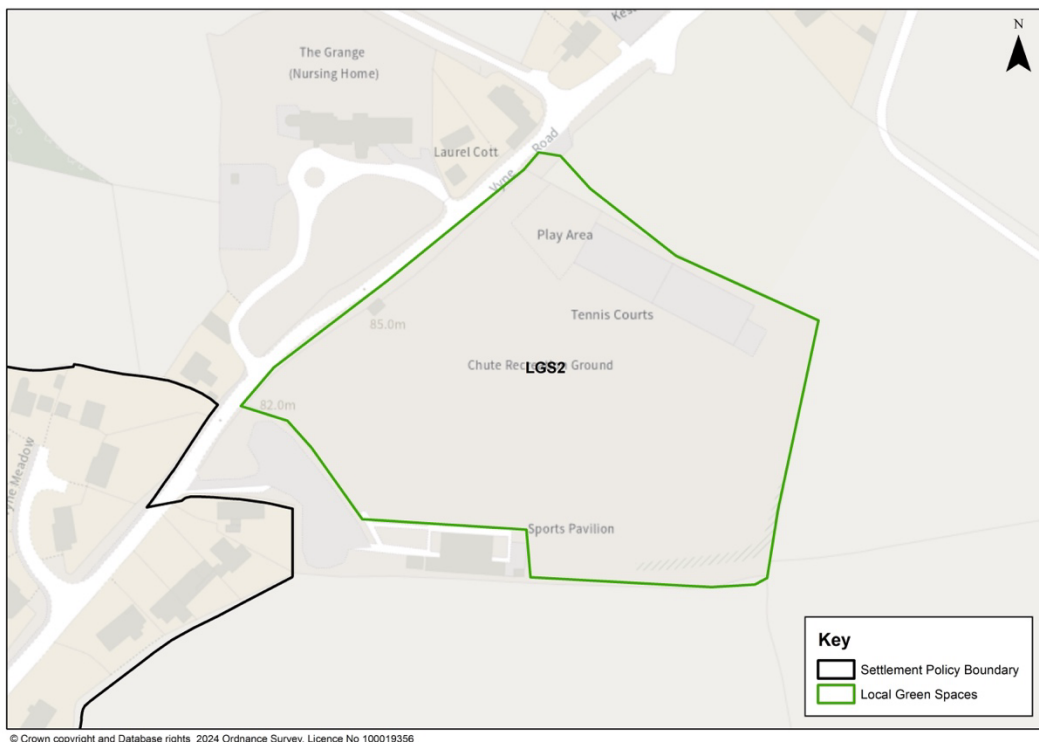 N
The Grange
(Nursing Home)
Laurel Cott
Vyne Road
Play Area
Tennis Courts
85.0m
Chute Recreation Ground
LGS2
82.0m
Vyne Meadow
Sports Pavilion
Key
Settlement Policy Boundary
Local Green Spaces
© Crown copyright and Database rights 2024 Ordnance Survey. Licence No 100019356